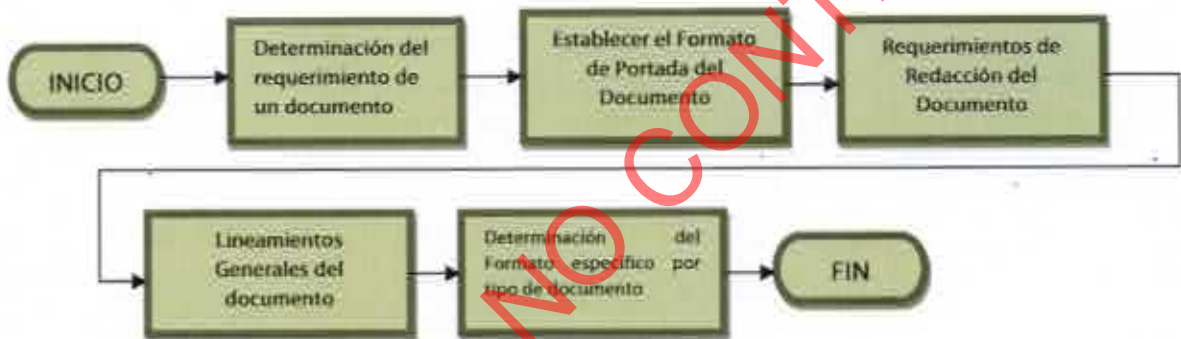 INICIO
Determinación del
requerimiento de
un documento
Establecer el Formato
de Portada del
Documento
Requerimientos de
Redacción del
Documento
Lineamientos
Generales del
documento
Determinación del
Formato específico por
tipo de documento
FIN
NO CONT